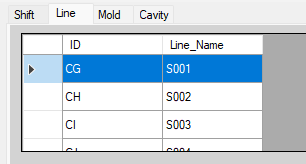 Shift Line Mold Cavity
ID Line_Name
CG S001
CH S002
CI S003